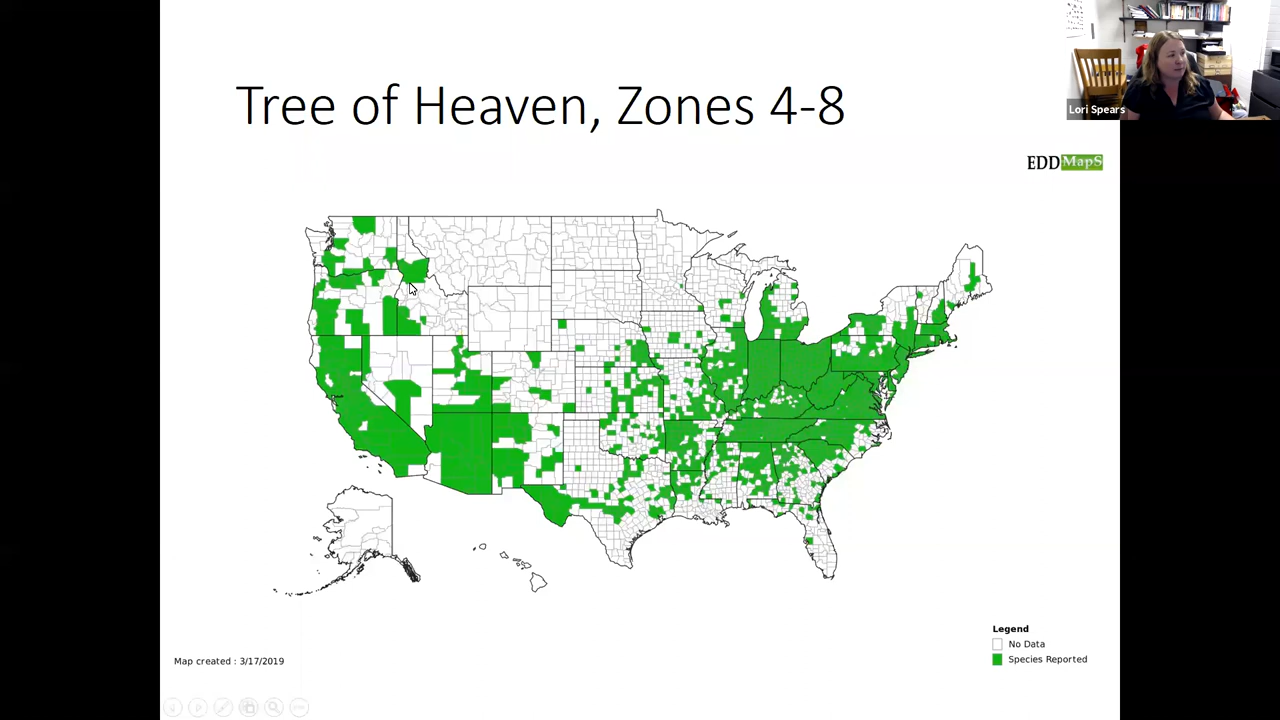 Lori Spears
Tree of Heaven, Zones 4-8
EDDMapS
Legend
No Data
Species Reported
Map created : 3/17/2019